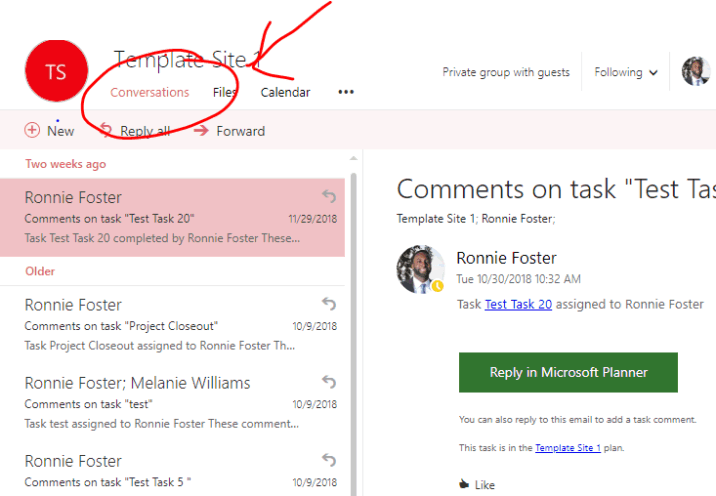 TS
Template Site 1
Conversations Files Calendar •••
Private group with guests Following
New Reply all Forward
Two weeks ago
Ronnie Foster
Comments on task "Test Task 20" 11/29/2018
Task Test Task 20 completed by Ronnie Foster These...
Older
Ronnie Foster
Comments on task "Project Closeout" 10/9/2018
Task Project Closeout assigned to Ronnie Foster Th...
Ronnie Foster; Melanie Williams
Comments on task "test" 10/9/2018
Task test assigned to Ronnie Foster These comment...
Ronnie Foster
Comments on task "Test Task 5 " 10/9/2018
Comments on task "Test Tas
Template Site 1; Ronnie Foster;
Ronnie Foster
Tue 10/30/2018 10:32 AM
Task Test Task 20 assigned to Ronnie Foster
Reply in Microsoft Planner
You can also reply to this email to add a task comment.
This task is in the Template Site 1 plan.
Like